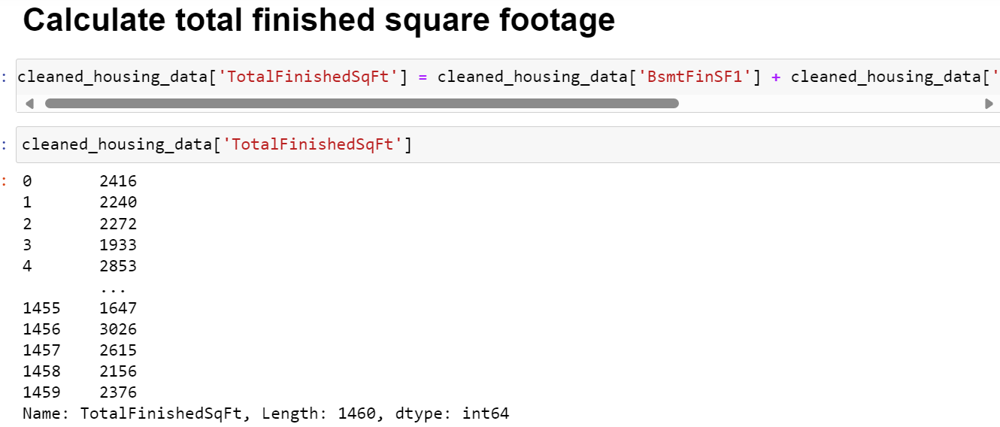 Calculate total finished square footage
: cleaned_housing_data['TotalFinishedSqFt'] = cleaned_housing_data['BsmtFinSF1'] + cleaned_housing_data['
: cleaned_housing_data['TotalFinishedSqFt']
: 0 2416
1 2240
2 2272
3 1933
4 2853
...
1455 1647
1456 3026
1457 2615
1458 2156
1459 2376
Name: TotalFinishedSqFt, Length: 1460, dtype: int64